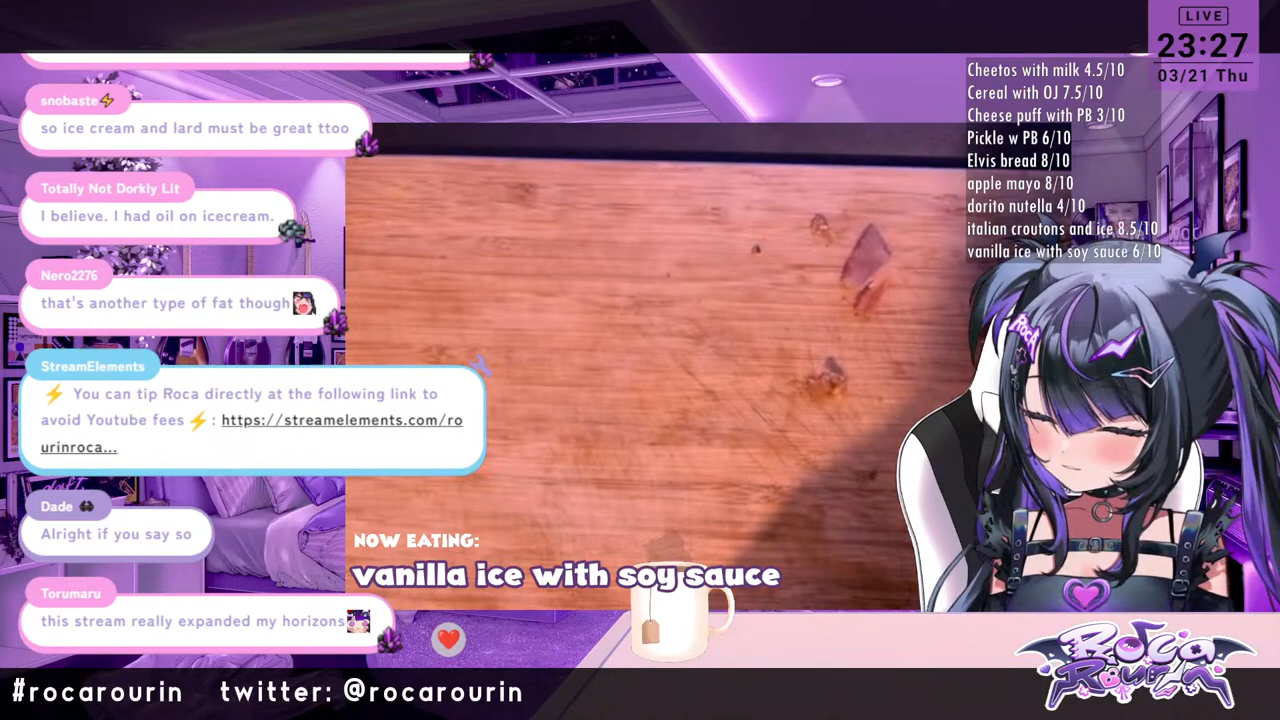 LIVE
23:27
03/21 Thu
Cheetos with milk 4.5/10
Cereal with OJ 7.5/10
Cheese puff with PB 3/10
Pickle w PB 6/10
Elvis bread 8/10
apple mayo 8/10
dorito nutella 4/10
italian croutons and ice 8.5/10
vanilla ice with soy sauce 6/10
snobaste⚡
so ice cream and lard must be great ttoo
Totally Not Dorkly Lit
I believe. I had oil on icecream.
Nero2276
that's another type of fat though
StreamElements
⚡ You can tip Roca directly at the following link to
avoid Youtube fees ⚡: https://streamelements.com/ro
urinroca...
Dade
Alright if you say so
Torumaru
this stream really expanded my horizons
NOW EATING:
vanilla ice with soy sauce
ROCA
Roca
Rourin
#rocarourin twitter: @rocarourin